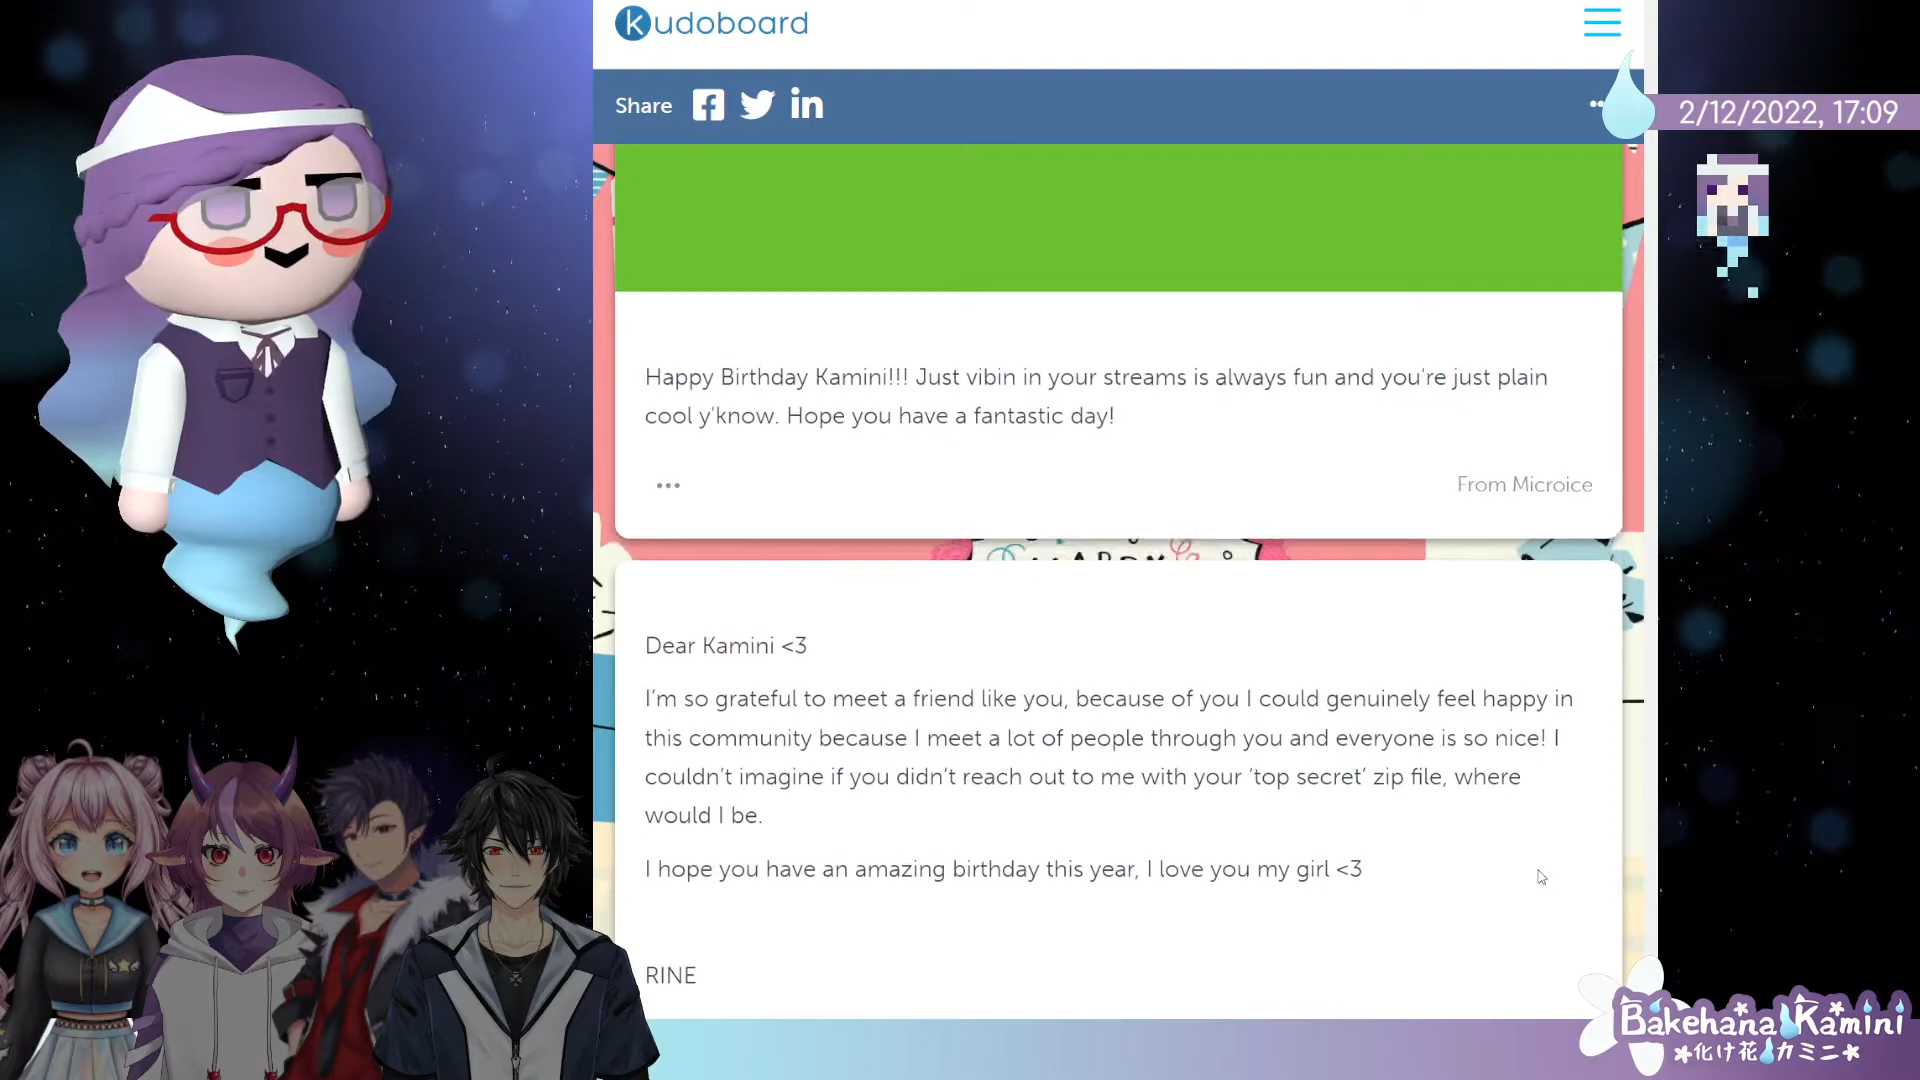 kudoboard
Share
2/12/2022, 17:09
Happy Birthday Kamini!!! Just vibin in your streams is always fun and you're just plain
cool y'know. Hope you have a fantastic day!
From Microice
Dear Kamini <3
I’m so grateful to meet a friend like you, because of you I could genuinely feel happy in
this community because I meet a lot of people through you and everyone is so nice! I
couldn’t imagine if you didn’t reach out to me with your ‘top secret’ zip file, where
would I be.
I hope you have an amazing birthday this year, I love you my girl <3
RINE
Bakehana Kamini
化け花カミニ